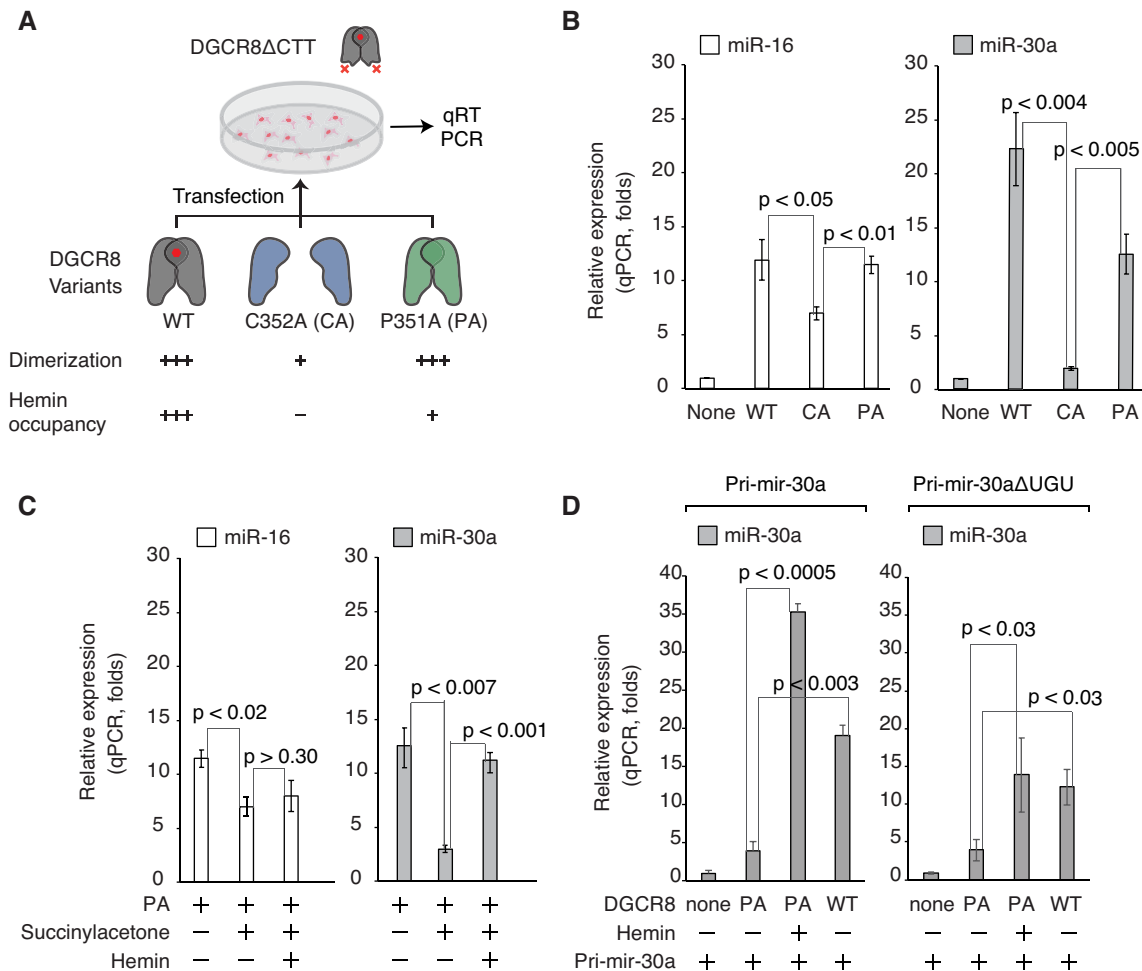 A
DGCR8ΔCTT
qRT
PCR
Transfection
DGCR8
Variants
WT
C352A (CA)
P351A (PA)
Dimerization
+++
+
+++
Hemin
occupancy
+++
−
+
B
miR-16
miR-30a
Relative expression
(qPCR, folds)
30
25
20
15
10
5
0
p < 0.05
p < 0.01
None WT CA PA
30
25
20
15
10
5
0
p < 0.004
p < 0.005
None WT CA PA
C
miR-16
miR-30a
Relative expression
(qPCR, folds)
30
25
20
15
10
5
0
p < 0.02
p > 0.30
30
25
20
15
10
5
0
p < 0.007
p < 0.001
PA + + + + + +
Succinylacetone − + + − + +
Hemin − − + − − +
D
Pri-mir-30a
Pri-mir-30aΔUGU
miR-30a
miR-30a
Relative expression
(qPCR, folds)
40
35
30
25
20
15
10
5
0
p < 0.0005
p < 0.003
40
35
30
25
20
15
10
5
0
p < 0.03
p < 0.03
DGCR8 none PA PA WT none PA PA WT
Hemin − − + − − − + −
Pri-mir-30a + + + + + + + +